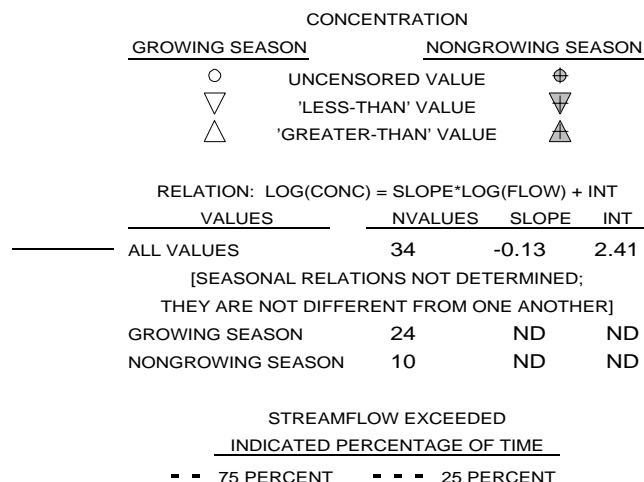 CONCENTRATION
GROWING SEASON NONGROWING SEASON
UNCENSORED VALUE
'LESS-THAN' VALUE
'GREATER-THAN' VALUE
RELATION: LOG(CONC) = SLOPE*LOG(FLOW) + INT
VALUES NVALUES SLOPE INT
ALL VALUES 34 -0.13 2.41
[SEASONAL RELATIONS NOT DETERMINED;
THEY ARE NOT DIFFERENT FROM ONE ANOTHER]
GROWING SEASON 24 ND ND
NONGROWING SEASON 10 ND ND
STREAMFLOW EXCEEDED
INDICATED PERCENTAGE OF TIME
75 PERCENT 25 PERCENT